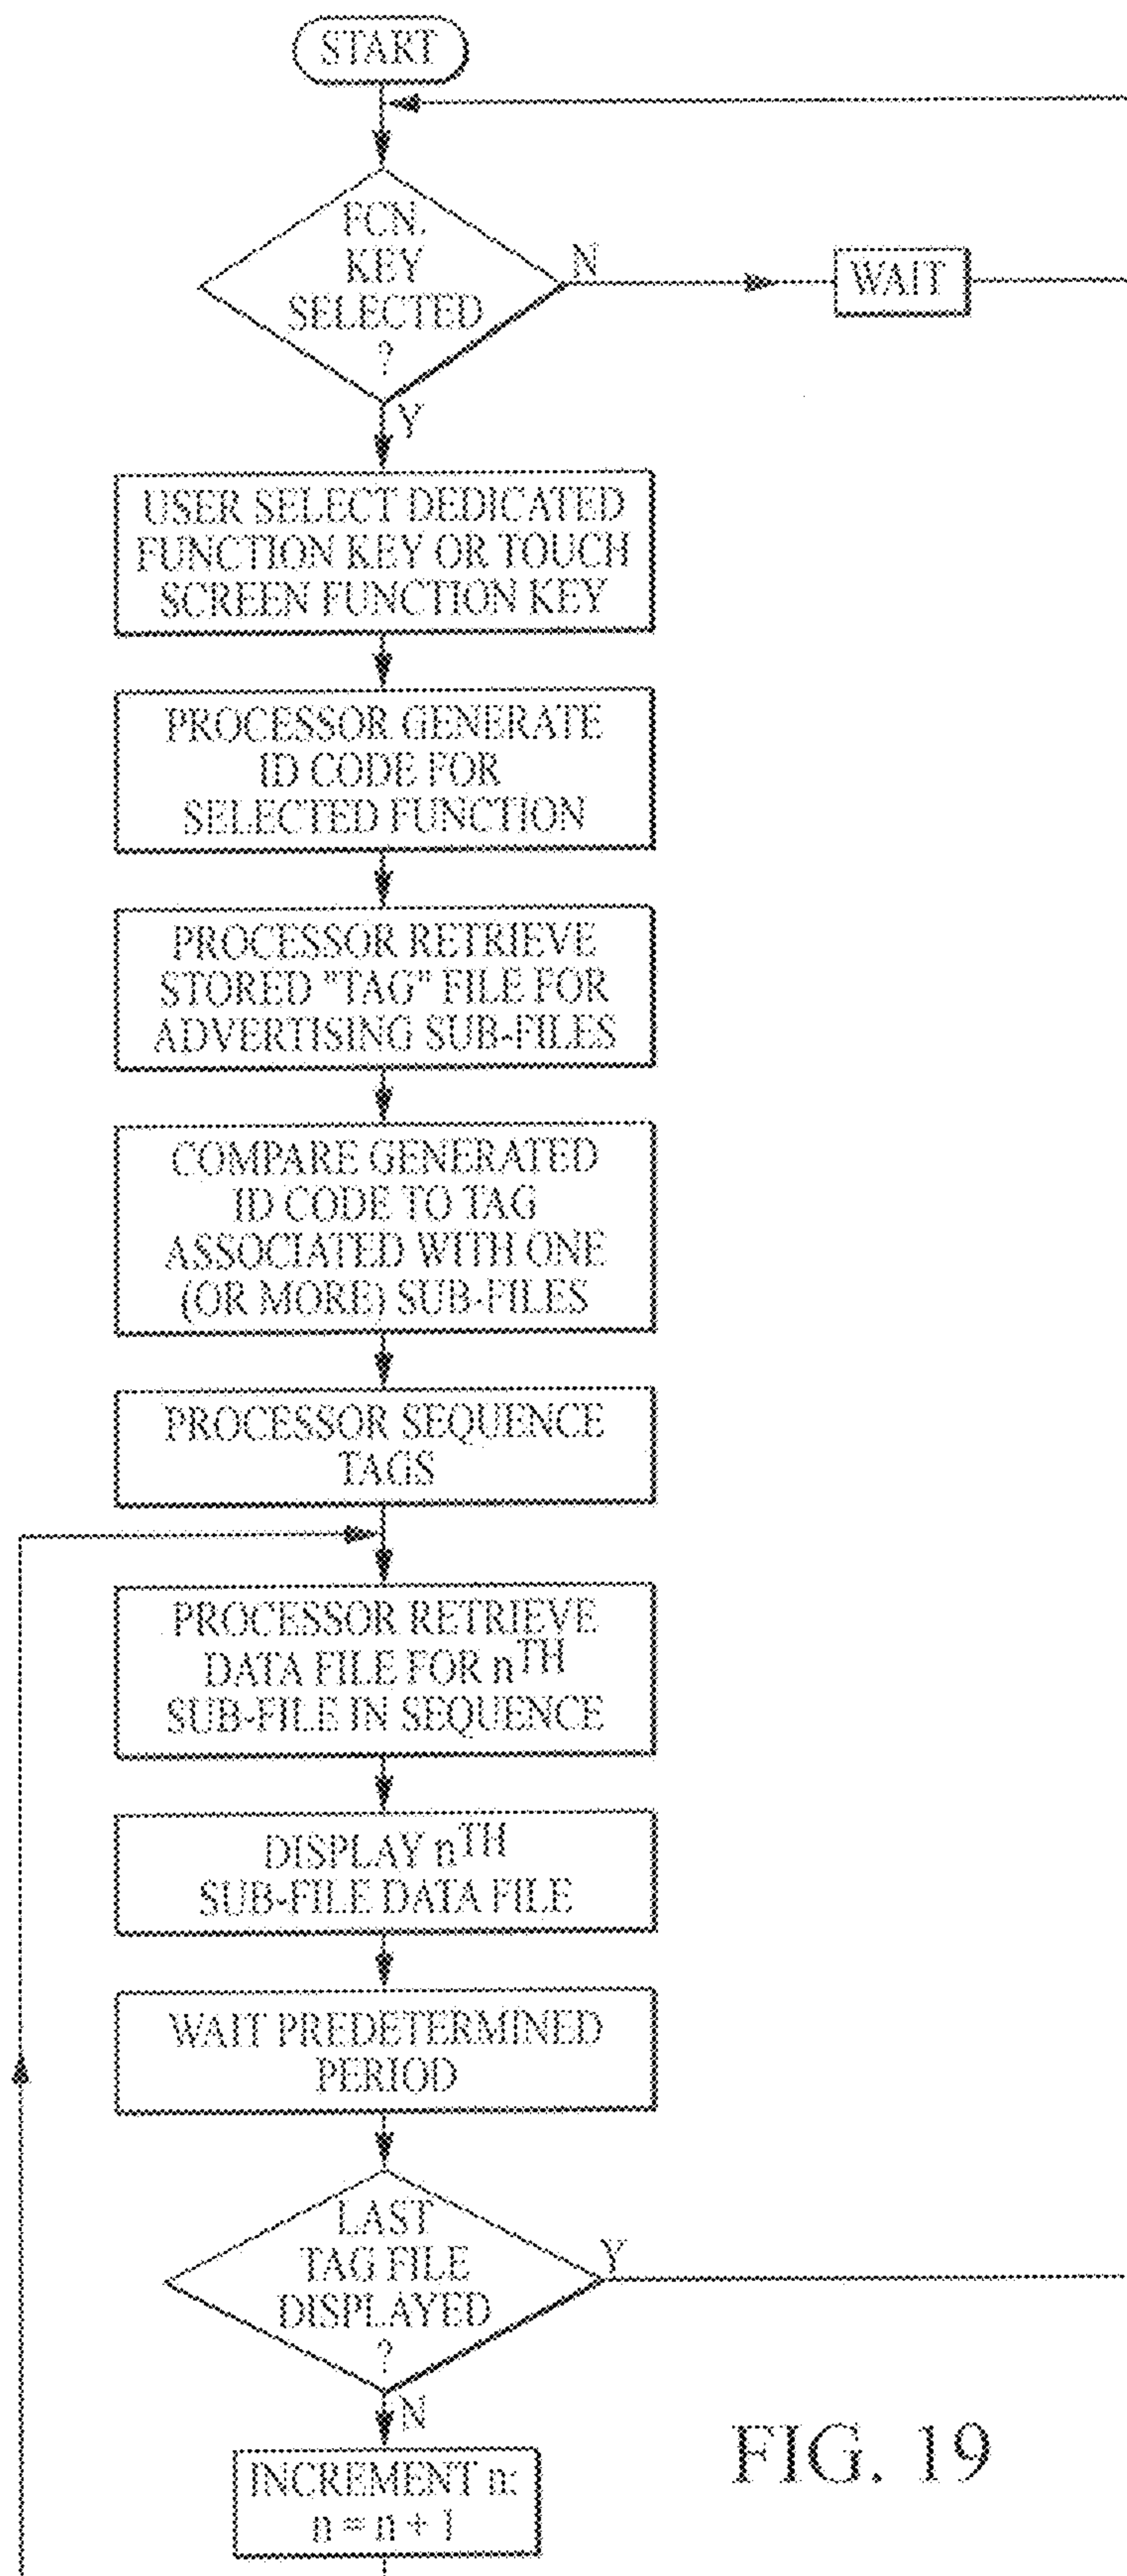 START
FCN.
KEY
SELECTED
?
N
WAIT
Y
USER SELECT DEDICATED
FUNCTION KEY OR TOUCH
SCREEN FUNCTION KEY
PROCESSOR GENERATE
ID CODE FOR
SELECTED FUNCTION
PROCESSOR RETRIEVE
STORED "TAG" FILE FOR
ADVERTISING SUB-FILES
COMPARE GENERATED
ID CODE TO TAG
ASSOCIATED WITH ONE
(OR MORE) SUB-FILES
PROCESSOR SEQUENCE
TAGS
PROCESSOR RETRIEVE
DATA FILE FOR nTH
SUB-FILE IN SEQUENCE
DISPLAY nTH
SUB-FILE DATA FILE
WAIT PREDETERMINED
PERIOD
LAST
TAG FILE
DISPLAYED
?
Y
N
INCREMENT n:
n = n + 1
FIG. 19